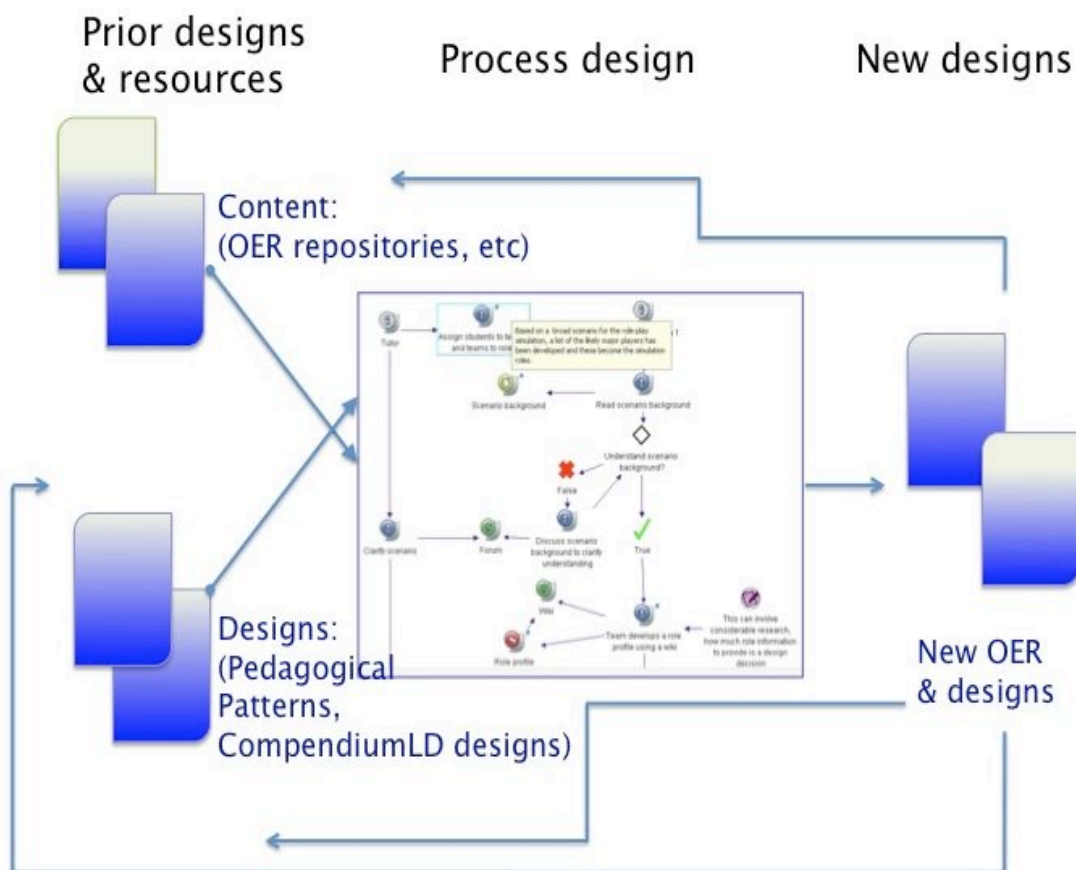 Prior designs
& resources
Process design
New designs
Content:
(OER repositories, etc)
Tutor
Assign students to te
and teams to role
Based on a broad scenario for the role play
simulation, a list of the likely major players has
been developed and these become the simulation
roles.
1
Scenario background
Read scenario background
Understand scenario
background?
False
True
Clarify scenario
Forum
Discuss scenario
background to clarify
understanding
Wiki
Role profile
Team develops a role
profile using a wiki
This can involve
considerable research,
how much role information
to provide is a design
decision
Designs:
(Pedagogical
Patterns,
CompendiumLD designs)
New OER
& designs